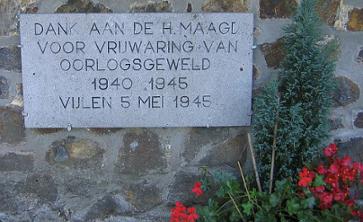 DANK AAN DE H. MAAGD
VOOR VRIJWARING VAN
OORLOGSGEWELD
1940 . 1945
VIJLEN 5 MEI 1945